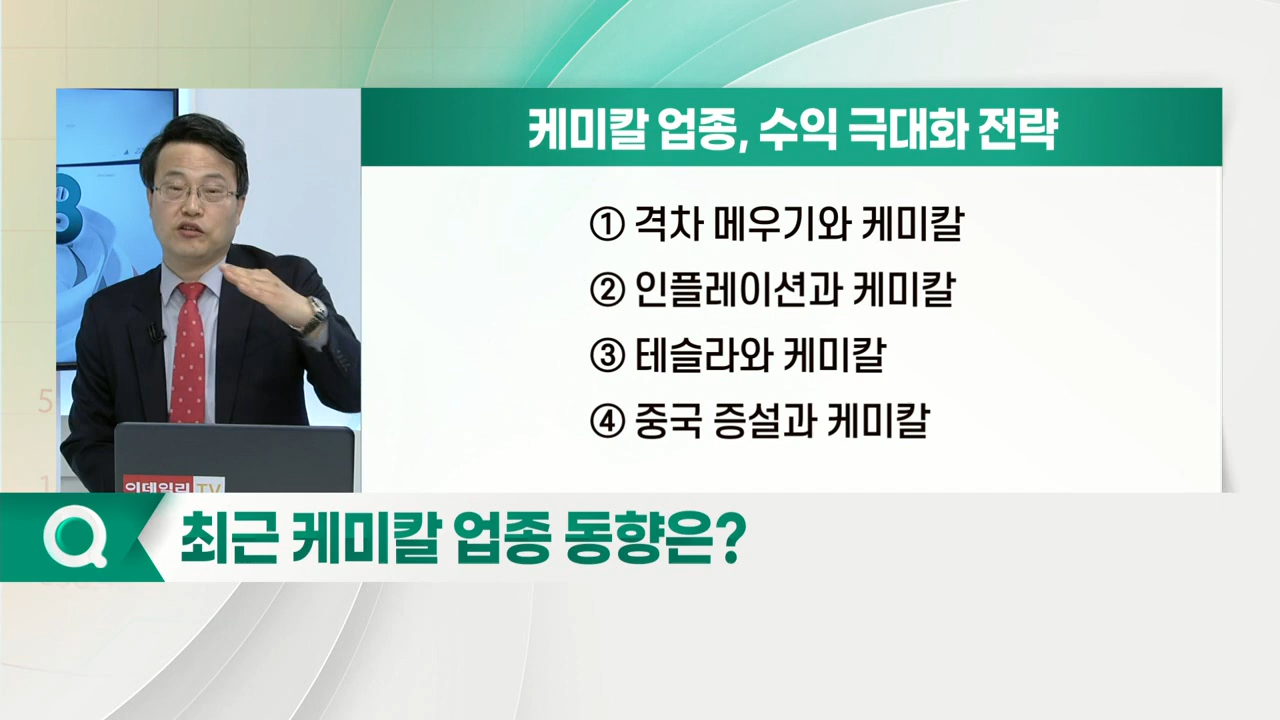 케미칼 업종, 수익 극대화 전략
① 격차 메우기와 케미칼
② 인플레이션과 케미칼
③ 테슬라와 케미칼
④ 중국 증설과 케미칼
이데일리 TV
Q 최근 케미칼 업종 동향은?